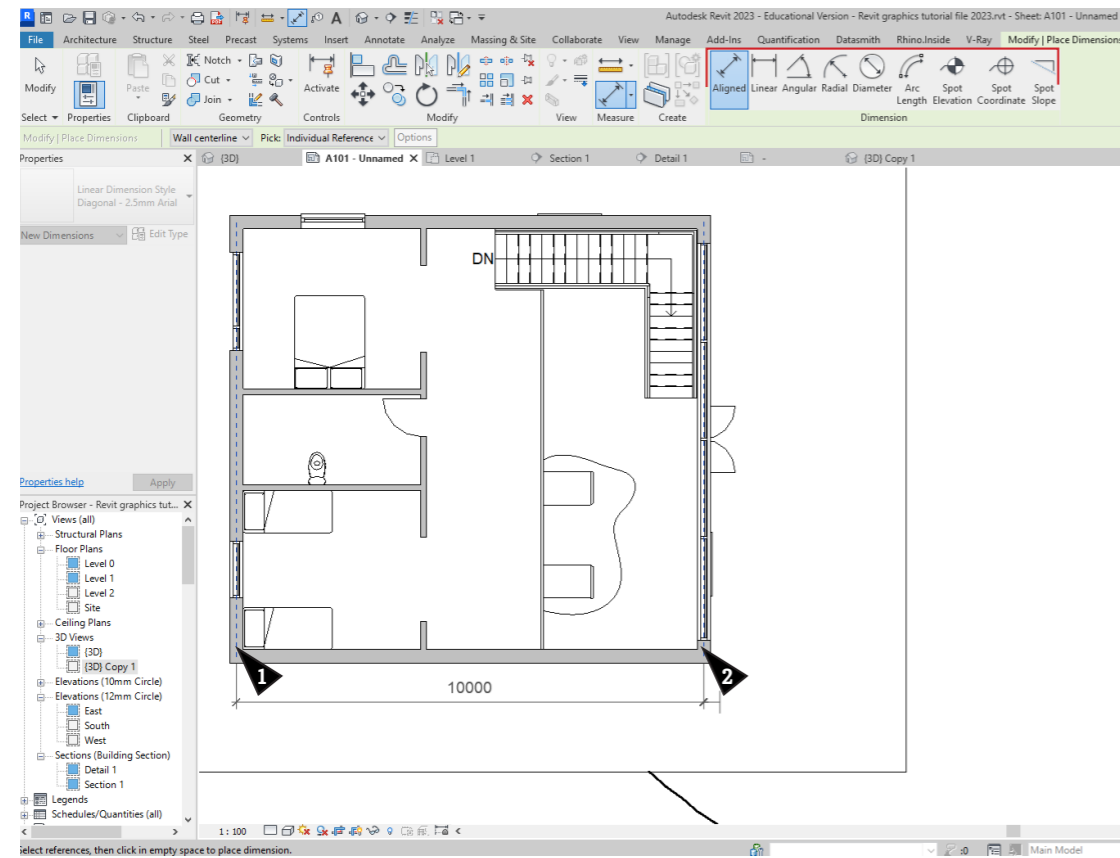 Autodesk Revit 2023 - Educational Version - Revit graphics tutorial file 2023.rvt - Sheet: A101 - Unnamed
File Architecture Structure Steel Precast Systems Insert Annotate Analyze Massing & Site Collaborate View Manage Add-Ins Quantification Datasmith Rhino.Inside V-Ray Modify | Place Dimensions
Modify Paste Notch Cut Join Activate Aligned Linear Angular Radial Diameter Arc Length Spot Elevation Spot Coordinate Spot Slope
Select Properties Clipboard Geometry Controls Modify View Measure Create Dimension
Modify | Place Dimensions Wall centerline Pick: Individual Reference Options
Properties X {3D} A101 - Unnamed X Level 1 Section 1 Detail 1 - {3D} Copy 1
Linear Dimension Style
Diagonal - 2.5mm Arial
New Dimensions Edit Type
DN
Properties help Apply
Project Browser - Revit graphics tut... X
Views (all)
Structural Plans
Floor Plans
Level 0
Level 1
Level 2
Site
Ceiling Plans
3D Views
{3D}
{3D} Copy 1
Elevations (10mm Circle)
Elevations (12mm Circle)
East
South
West
Sections (Building Section)
Detail 1
Section 1
Legends
Schedules/Quantities (all)
1 2
10000
1 : 100
Select references, then click in empty space to place dimension. :0 Main Model